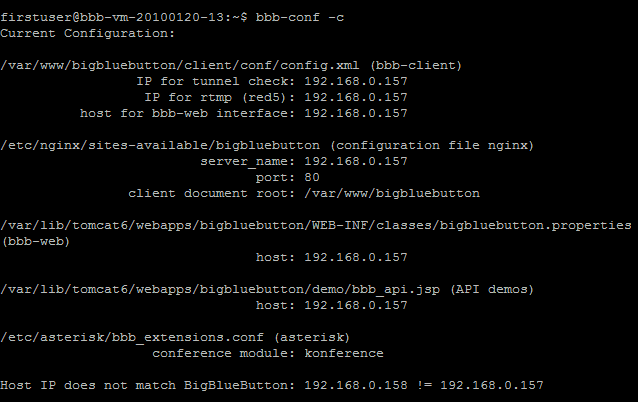 firstuser@bbb-vm-20100120-13:~$ bbb-conf -c
Current Configuration:
/var/www/bigbluebutton/client/conf/config.xml (bbb-client)
IP for tunnel check: 192.168.0.157
IP for rtmp (red5): 192.168.0.157
host for bbb-web interface: 192.168.0.157
/etc/nginx/sites-available/bigbluebutton (configuration file nginx)
server_name: 192.168.0.157
port: 80
client document root: /var/www/bigbluebutton
/var/lib/tomcat6/webapps/bigbluebutton/WEB-INF/classes/bigbluebutton.properties
(bbb-web)
host: 192.168.0.157
/var/lib/tomcat6/webapps/bigbluebutton/demo/bbb_api.jsp (API demos)
host: 192.168.0.157
/etc/asterisk/bbb_extensions.conf (asterisk)
conference module: konference
Host IP does not match BigBlueButton: 192.168.0.158 != 192.168.0.157